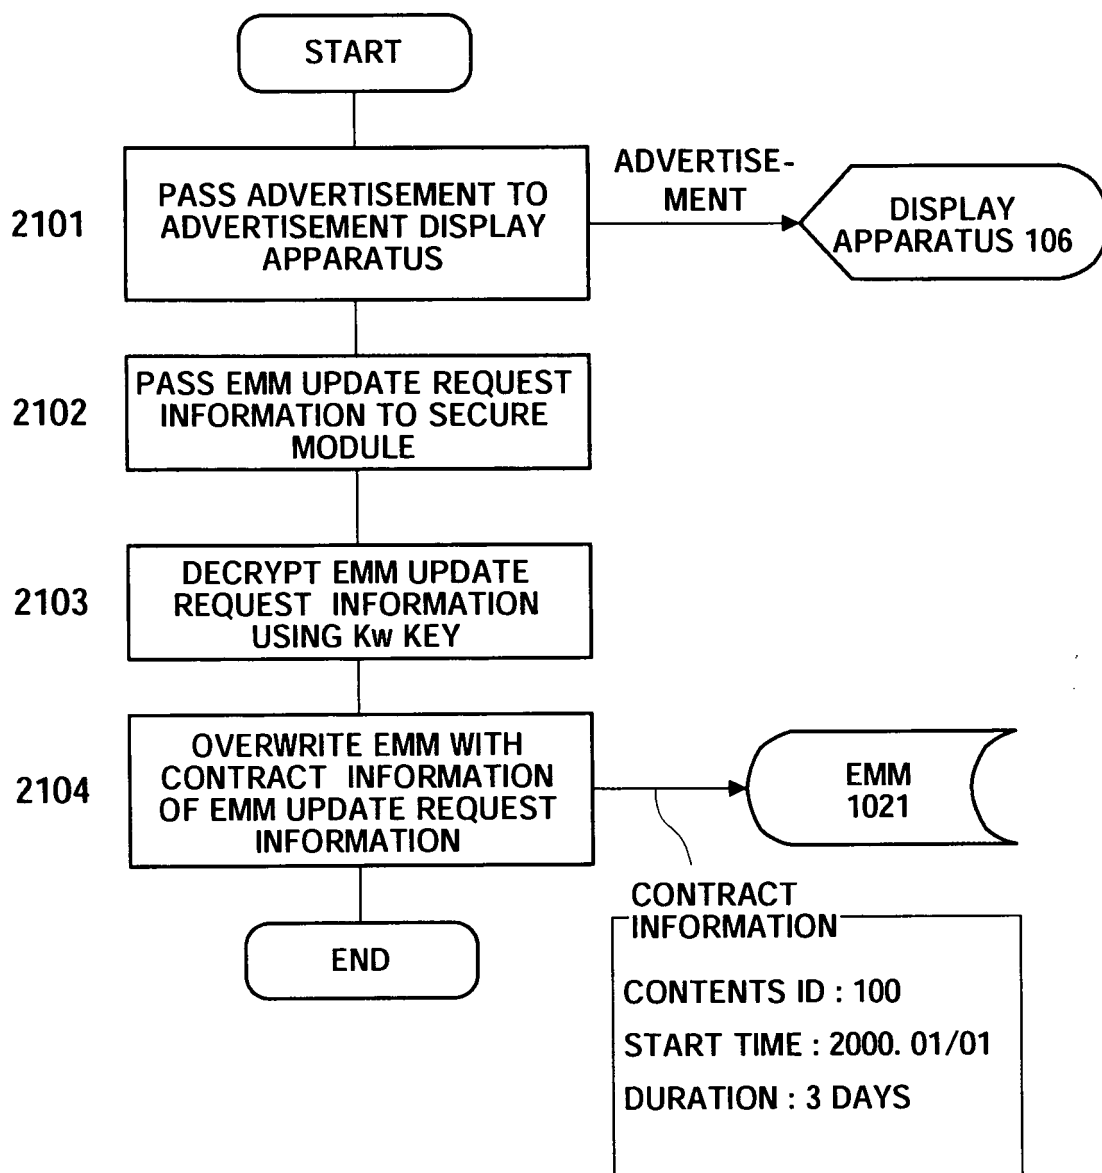 START
2101
PASS ADVERTISEMENT TO
ADVERTISEMENT DISPLAY
APPARATUS
ADVERTISE-
MENT
DISPLAY
APPARATUS 106
2102
PASS EMM UPDATE REQUEST
INFORMATION TO SECURE
MODULE
2103
DECRYPT EMM UPDATE
REQUEST INFORMATION
USING Kw KEY
2104
OVERWRITE EMM WITH
CONTRACT INFORMATION
OF EMM UPDATE REQUEST
INFORMATION
EMM
1021
CONTRACT
INFORMATION
CONTENTS ID : 100
START TIME : 2000. 01/01
DURATION : 3 DAYS
END